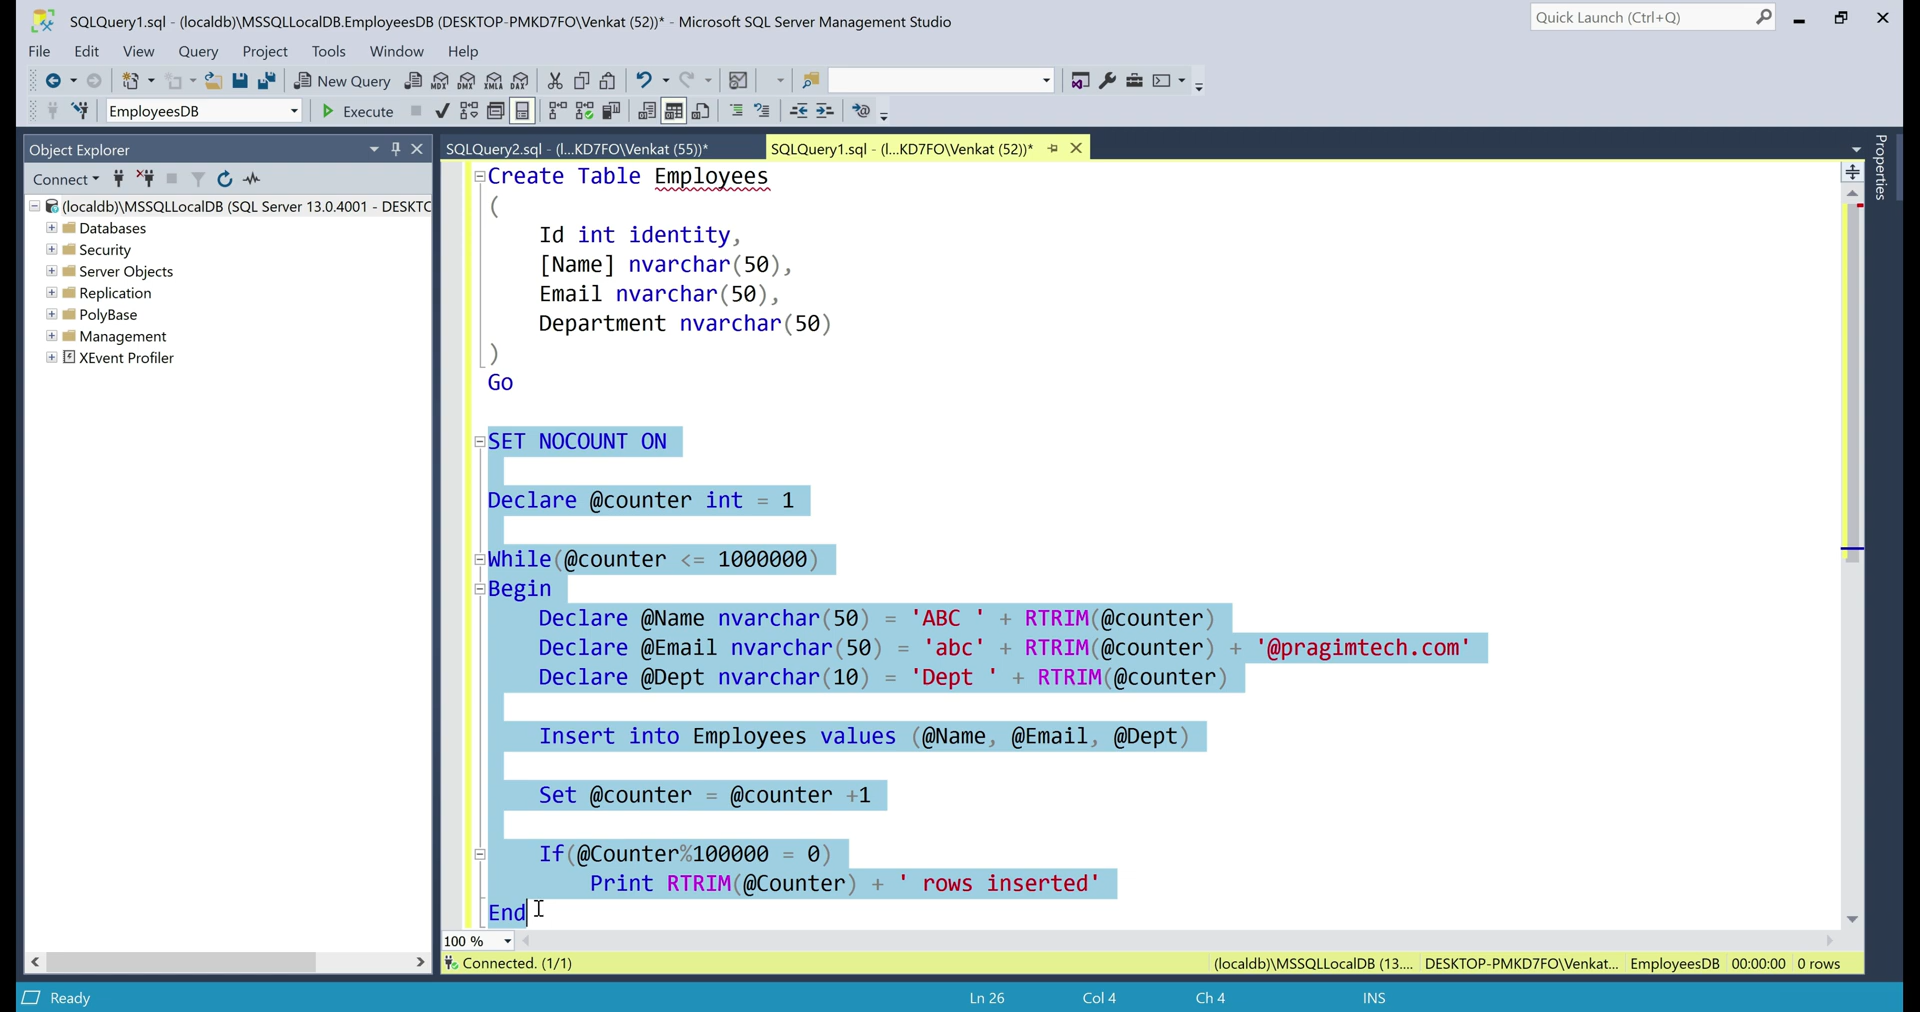 SQLQuery1.sql - (localdb)\MSSQLLocalDB.EmployeesDB (DESKTOP-PMKD7FO\Venkat (52))* - Microsoft SQL Server Management Studio
Quick Launch (Ctrl+Q)
File Edit View Query Project Tools Window Help
New Query MDX DMX XMLA DAX
EmployeesDB Execute
Object Explorer
SQLQuery2.sql - (l...KD7FO\Venkat (55))*
SQLQuery1.sql - (l...KD7FO\Venkat (52))*
Properties
Connect
(localdb)\MSSQLLocalDB (SQL Server 13.0.4001 - DESKTO
Databases
Security
Server Objects
Replication
PolyBase
Management
XEvent Profiler
Create Table Employees
(
Id int identity,
[Name] nvarchar(50),
Email nvarchar(50),
Department nvarchar(50)
)
Go
SET NOCOUNT ON
Declare @counter int = 1
While(@counter <= 1000000)
Begin
Declare @Name nvarchar(50) = 'ABC ' + RTRIM(@counter)
Declare @Email nvarchar(50) = 'abc' + RTRIM(@counter) + '@pragimtech.com'
Declare @Dept nvarchar(10) = 'Dept ' + RTRIM(@counter)
Insert into Employees values (@Name, @Email, @Dept)
Set @counter = @counter +1
If(@Counter%100000 = 0)
Print RTRIM(@Counter) + ' rows inserted'
End
100 %
Connected. (1/1)
(localdb)\MSSQLLocalDB (13.... DESKTOP-PMKD7FO\Venkat... EmployeesDB 00:00:00 0 rows
Ready Ln 26 Col 4 Ch 4 INS